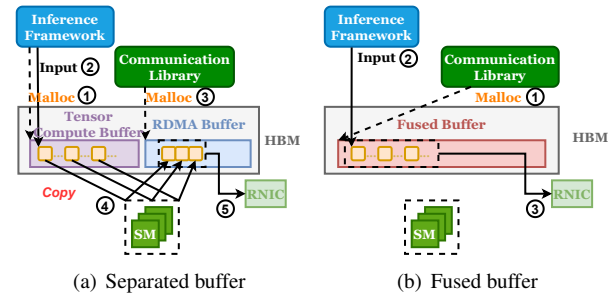 Inference
Framework
Input ②
Malloc ①
Communication
Library
Malloc ③
Tensor
Compute Buffer
RDMA Buffer
HBM
Copy
④
⑤
RNIC
SM
(a) Separated buffer
Inference
Framework
Input ②
Communication
Library
Malloc ①
Fused Buffer
HBM
③
RNIC
SM
(b) Fused buffer